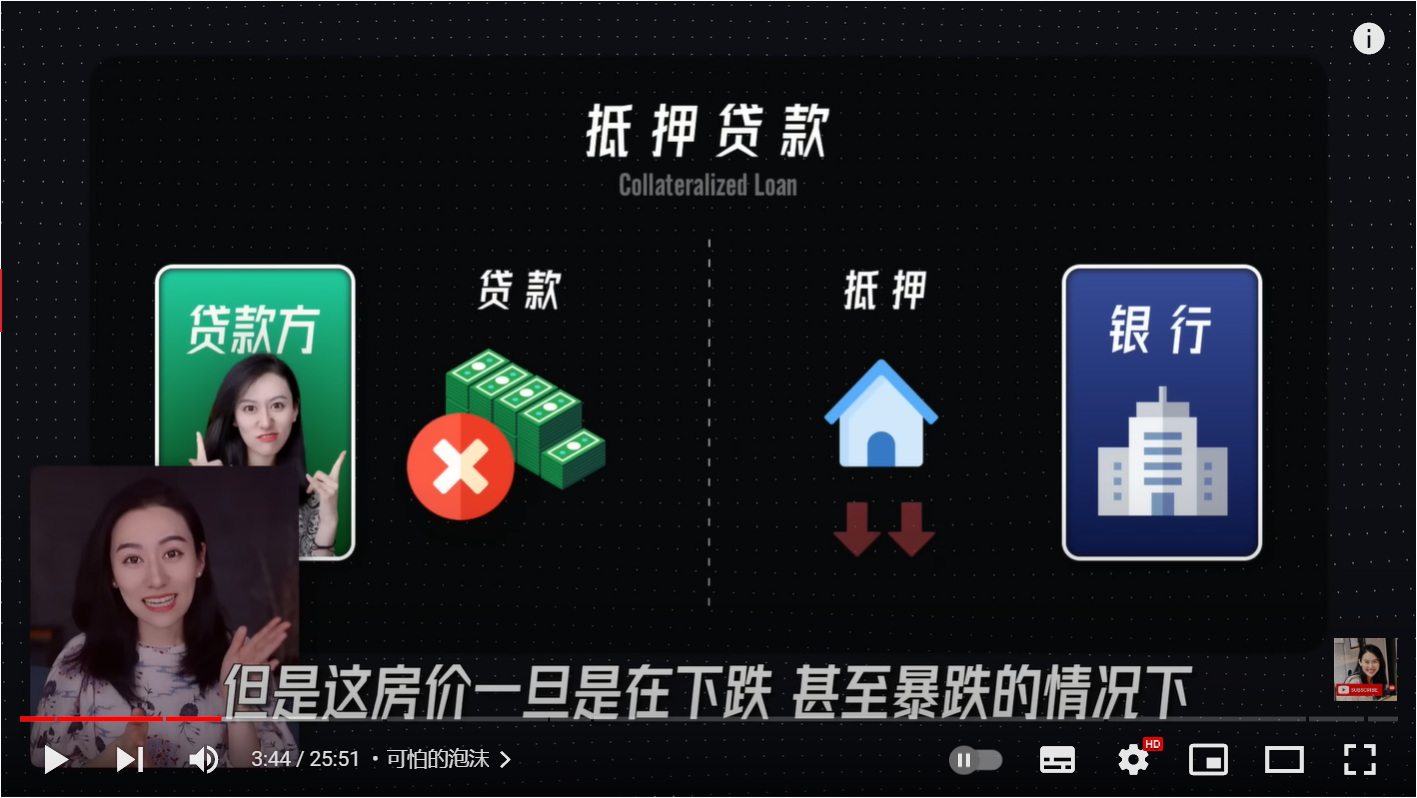 抵押贷款
Collateralized Loan
贷款方
贷款
抵押
银行
但是这房价一旦是在下跌 甚至暴跌的情况下
SUBSCRIBE
3:44 / 25:51 • 可怕的泡沫
HD